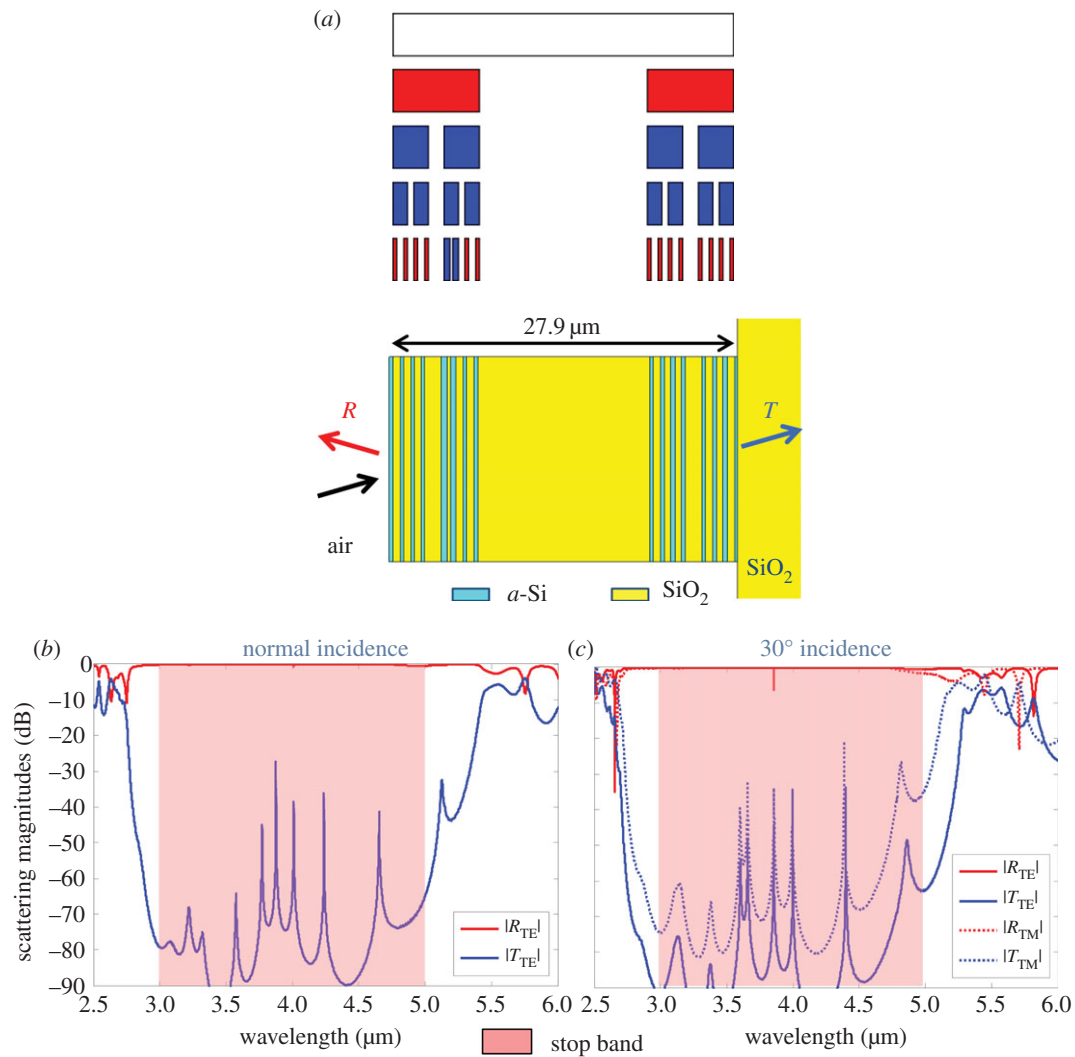 (a)
27.9 µm
R
T
air
SiO2
a-Si
SiO2
(b)
normal incidence
(c)
30° incidence
scattering magnitudes (dB)
0
–10
–20
–30
–40
–50
–60
–70
–80
–90
|RTE|
|TTE|
|RTE|
|TTE|
|RTM|
|TTM|
2.5 3.0 3.5 4.0 4.5 5.0 5.5 6.0
2.5 3.0 3.5 4.0 4.5 5.0 5.5 6.0
wavelength (µm)
wavelength (µm)
stop band